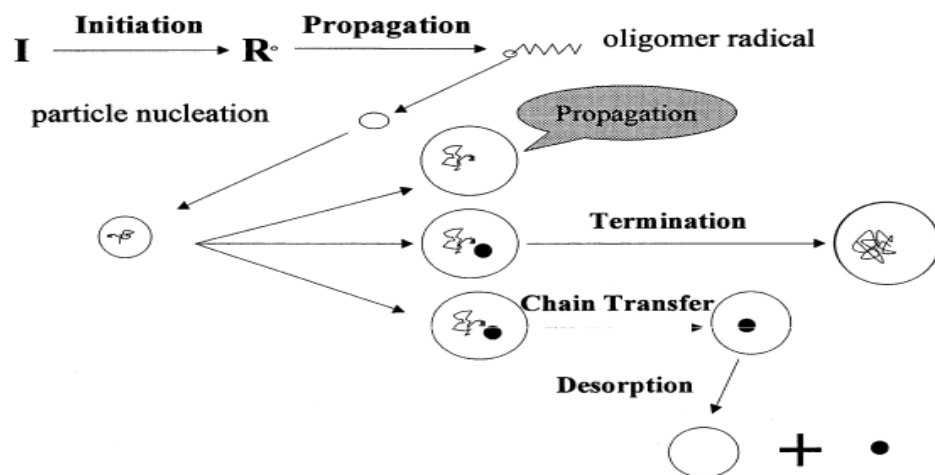 Initiation
Propagation
I
R°
oligomer radical
particle nucleation
Propagation
Termination
Chain Transfer
Desorption
+